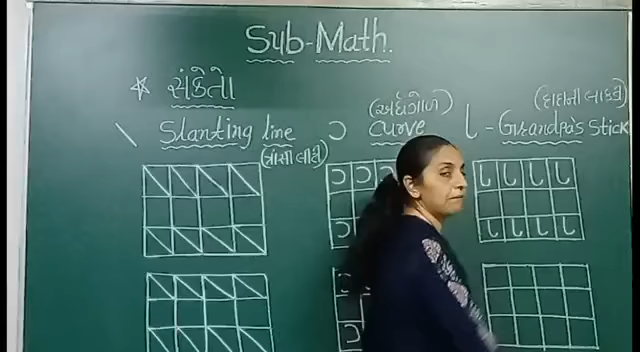 Sub-Math.
☆ સંકેતો
\ Slanting line
(ત્રાંસી લીટી)
(અર્ધગોળ)
Curve
(દાદાની લાકડી)
- Grandpa's Stick